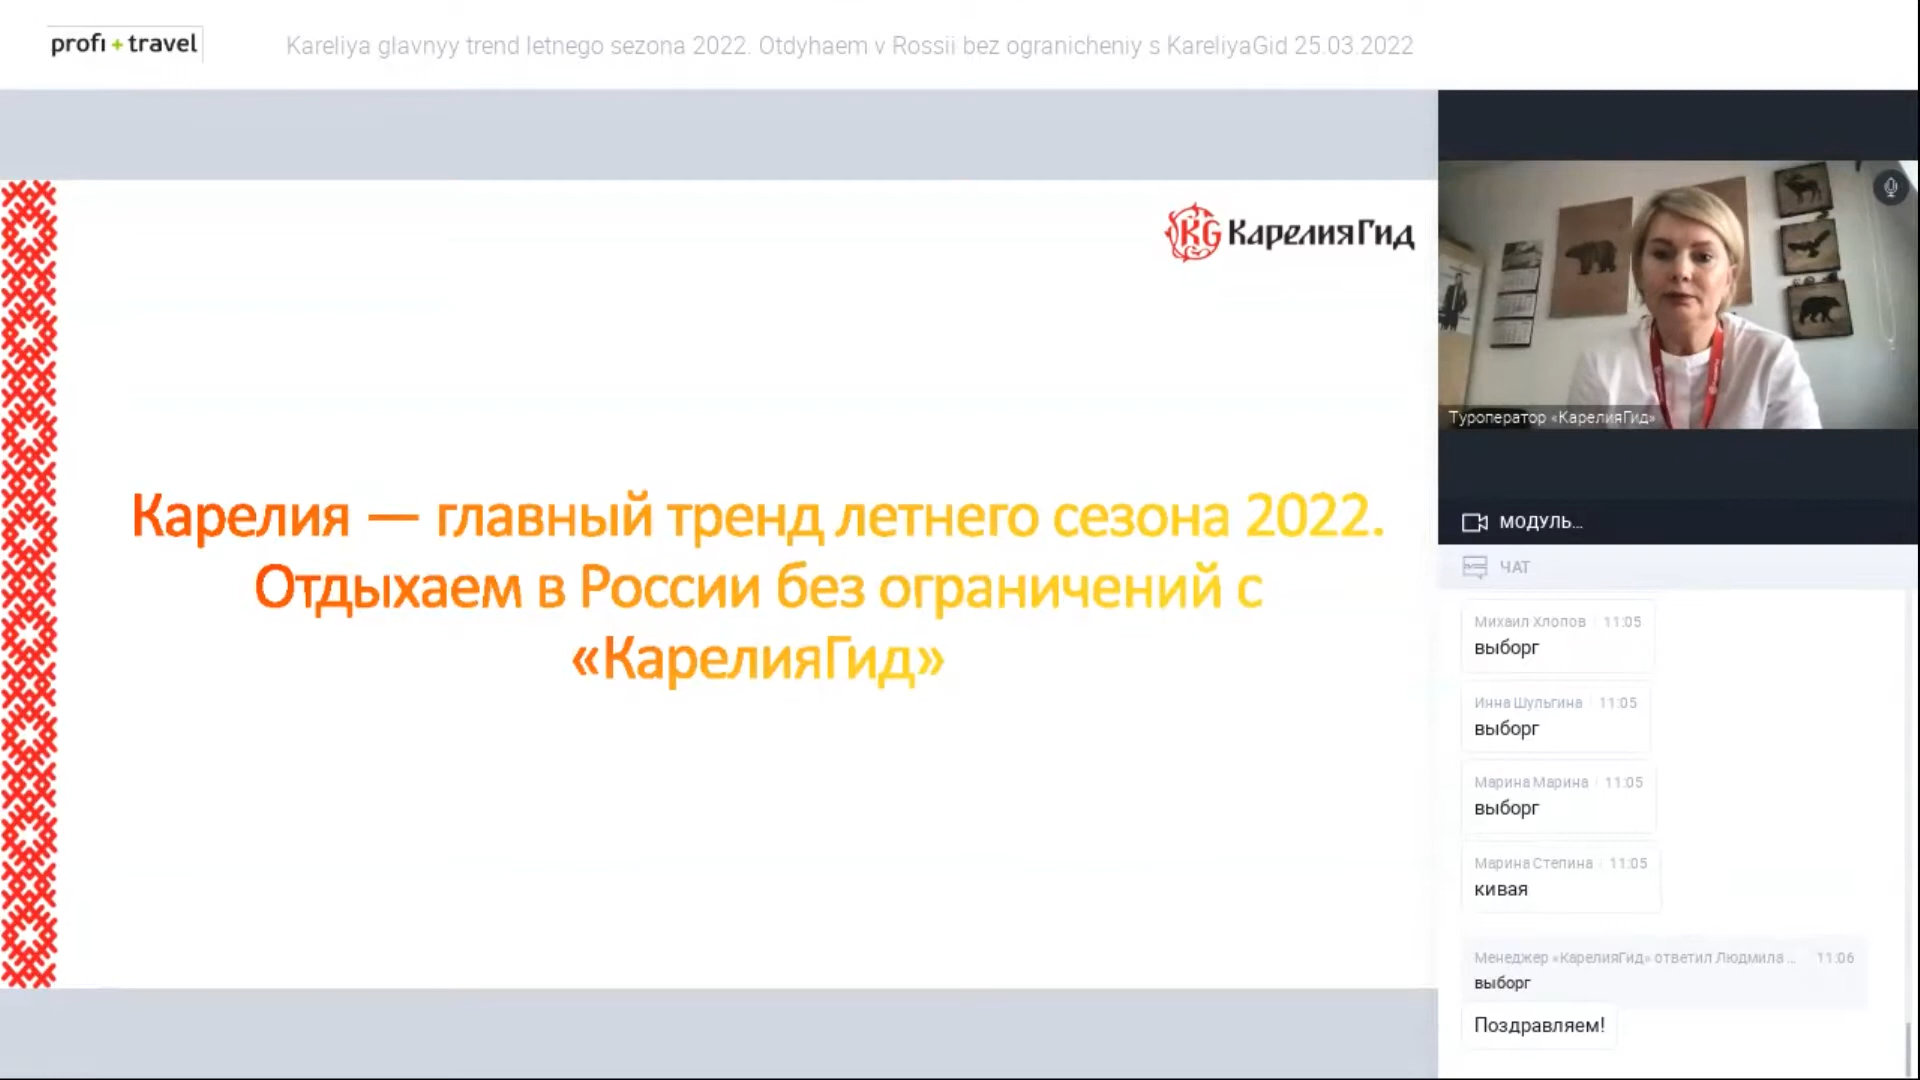 profi + travel
Kareliya glavnyy trend letnego sezona 2022. Otdyhaem v Rossii bez ogranicheniy s KareliyaGid 25.03.2022
KG КарелияГид
Карелия — главный тренд летнего сезона 2022.
Отдыхаем в России без ограничений с
«КарелияГид»
Туроператор «КарелияГид»
МОДУЛЬ...
ЧАТ
Михаил Хлопов 11:05
выборг
Инна Шульгина 11:05
выборг
Марина Марина 11:05
выборг
Марина Степина 11:05
кивая
Менеджер «КарелияГид» ответил Людмила ... 11:06
выборг
Поздравляем!